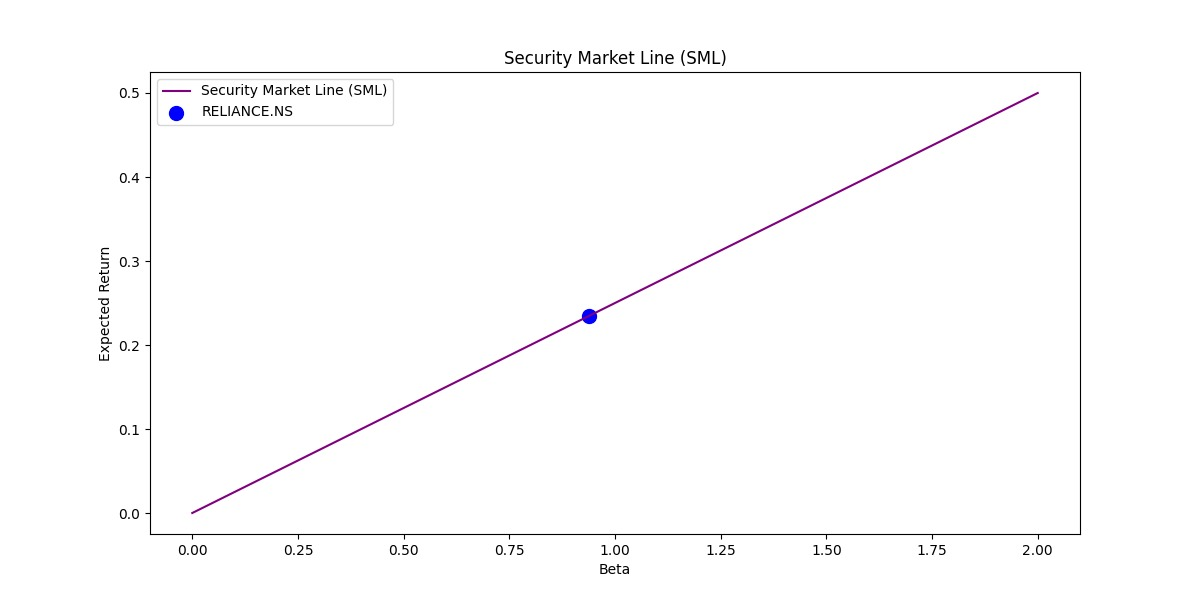 Security Market Line (SML)
Security Market Line (SML)
RELIANCE.NS
0.5
0.4
0.3
0.2
0.1
0.0
Expected Return
0.00 0.25 0.50 0.75 1.00 1.25 1.50 1.75 2.00
Beta